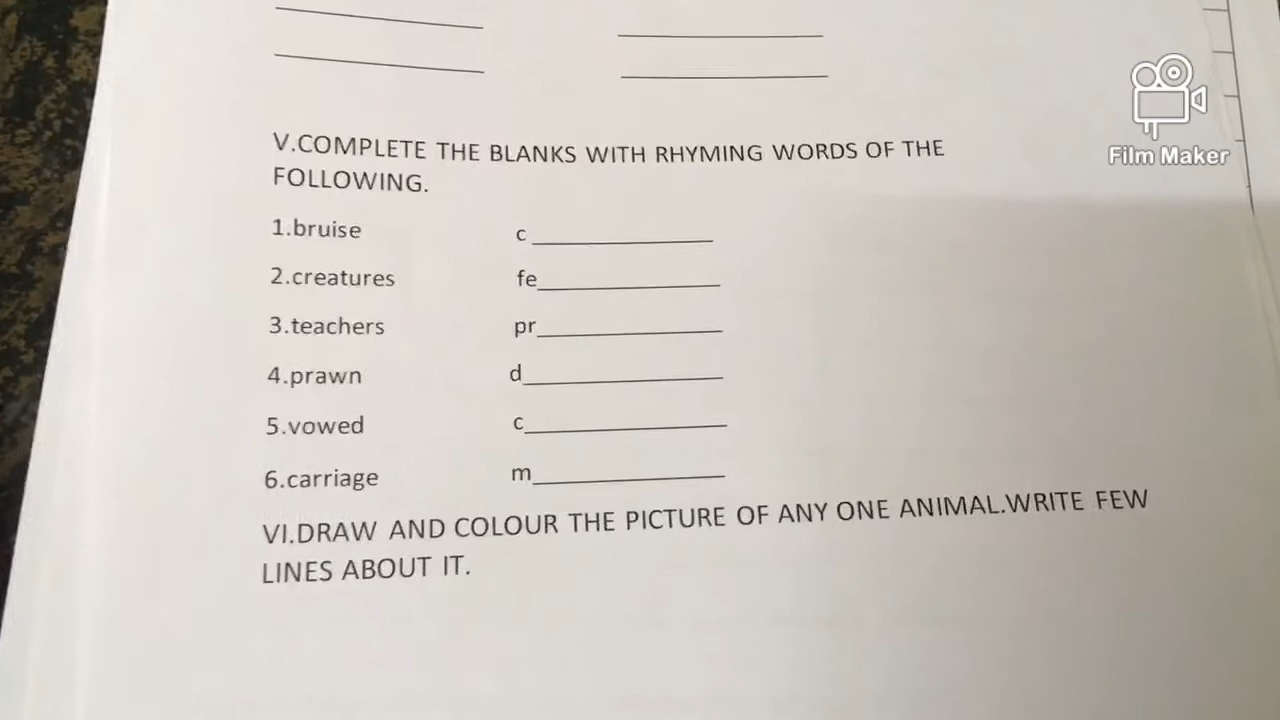 Film Maker
V.COMPLETE THE BLANKS WITH RHYMING WORDS OF THE
FOLLOWING.
1.bruise c
2.creatures fe
3.teachers pr
4.prawn d
5.vowed c
6.carriage m
VI.DRAW AND COLOUR THE PICTURE OF ANY ONE ANIMAL.WRITE FEW
LINES ABOUT IT.